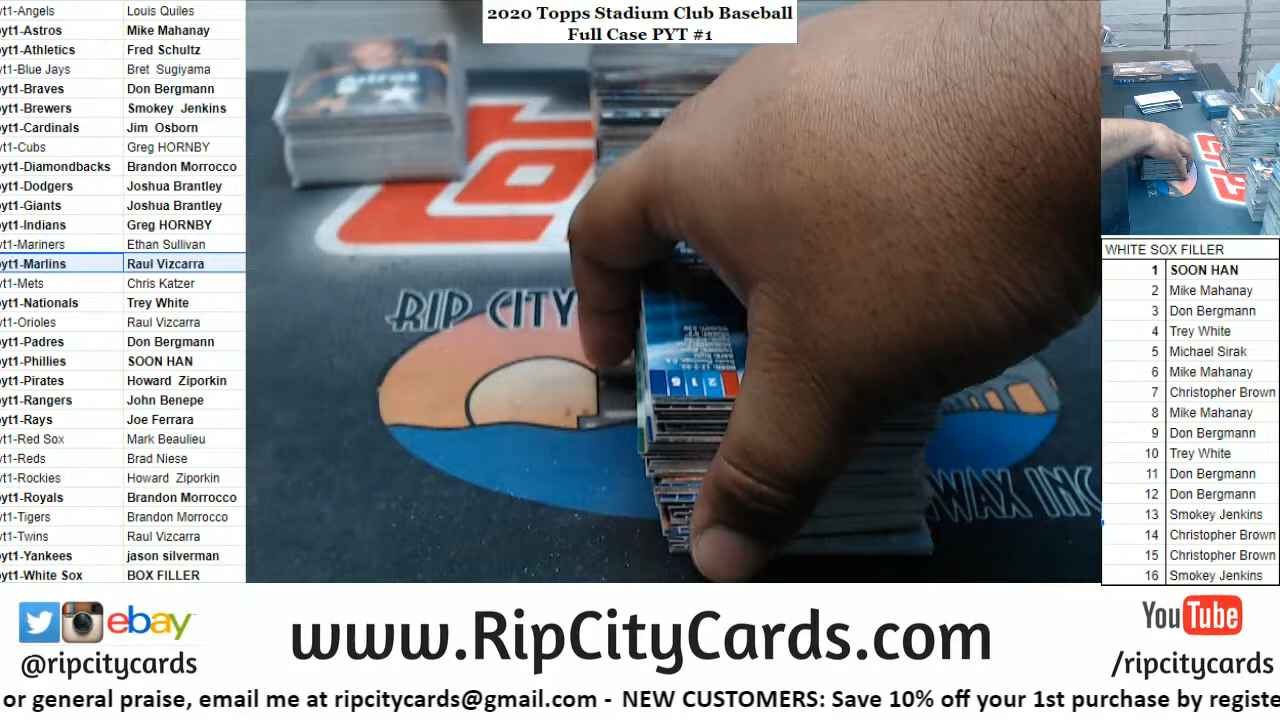 2020 Topps Stadium Club Baseball
Full Case PYT #1
yt1-Angels Louis Quiles
yt1-Astros Mike Mahanay
yt1-Athletics Fred Schultz
yt1-Blue Jays Bret Sugiyama
yt1-Braves Don Bergmann
yt1-Brewers Smokey Jenkins
yt1-Cardinals Jim Osborn
yt1-Cubs Greg HORNBY
yt1-Diamondbacks Brandon Morrocco
yt1-Dodgers Joshua Brantley
yt1-Giants Joshua Brantley
yt1-Indians Greg HORNBY
yt1-Mariners Ethan Sullivan
yt1-Marlins Raul Vizcarra
yt1-Mets Chris Katzer
yt1-Nationals Trey White
yt1-Orioles Raul Vizcarra
yt1-Padres Don Bergmann
yt1-Phillies SOON HAN
yt1-Pirates Howard Ziporkin
yt1-Rangers John Benepe
yt1-Rays Joe Ferrara
yt1-Red Sox Mark Beaulieu
yt1-Reds Brad Niese
yt1-Rockies Howard Ziporkin
yt1-Royals Brandon Morrocco
yt1-Tigers Brandon Morrocco
yt1-Twins Raul Vizcarra
yt1-Yankees jason silverman
yt1-White Sox BOX FILLER
Astros
RIP CITY
WAX INC
WHITE SOX FILLER
1 SOON HAN
2 Mike Mahanay
3 Don Bergmann
4 Trey White
5 Michael Sirak
6 Mike Mahanay
7 Christopher Brown
8 Mike Mahanay
9 Don Bergmann
10 Trey White
11 Don Bergmann
12 Don Bergmann
13 Smokey Jenkins
14 Christopher Brown
15 Christopher Brown
16 Smokey Jenkins
ebay
@ripcitycards
www.RipCityCards.com
YouTube
/ripcitycards
or general praise, email me at ripcitycards@gmail.com - NEW CUSTOMERS: Save 10% off your 1st purchase by registe